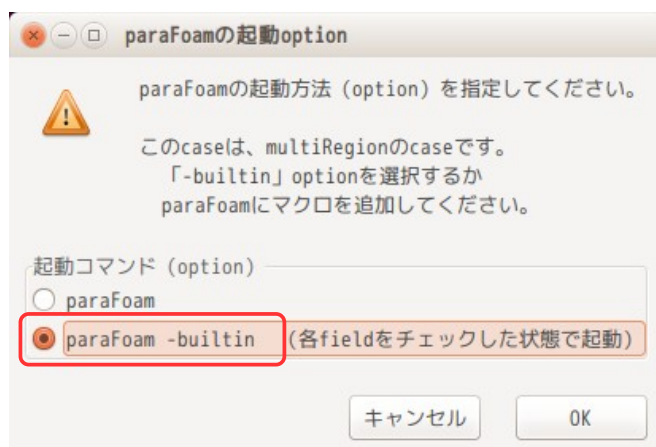 paraFoamの起動option
paraFoamの起動方法（option）を指定してください。
このcaseは、multiRegionのcaseです。
「-builtin」optionを選択するか
paraFoamにマクロを追加してください。
起動コマンド（option）
paraFoam
paraFoam -builtin （各fieldをチェックした状態で起動）
キャンセル
OK